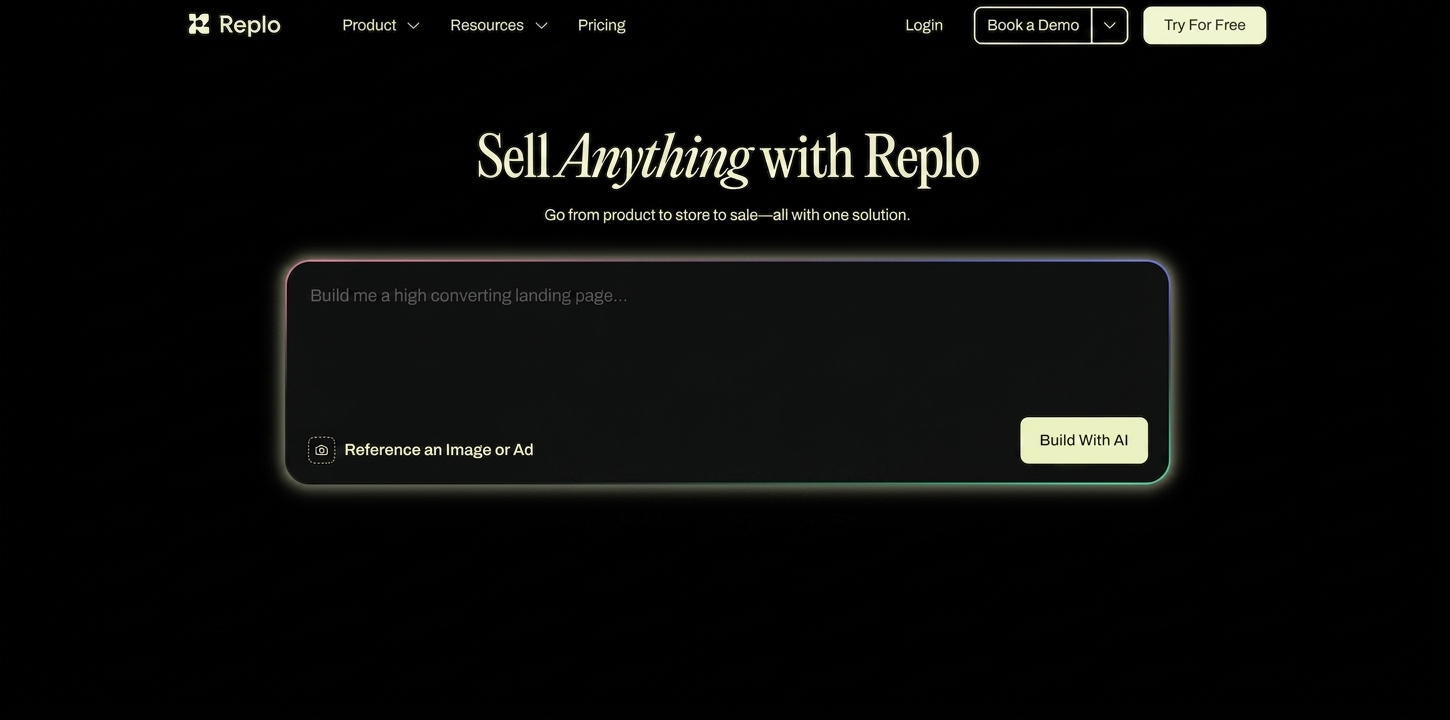 Replo
Product
Resources
Pricing
Login
Book a Demo
Try For Free
Sell Anything with Replo
Go from product to store to sale—all with one solution.
Build me a high converting landing page...
Reference an Image or Ad
Build With AI